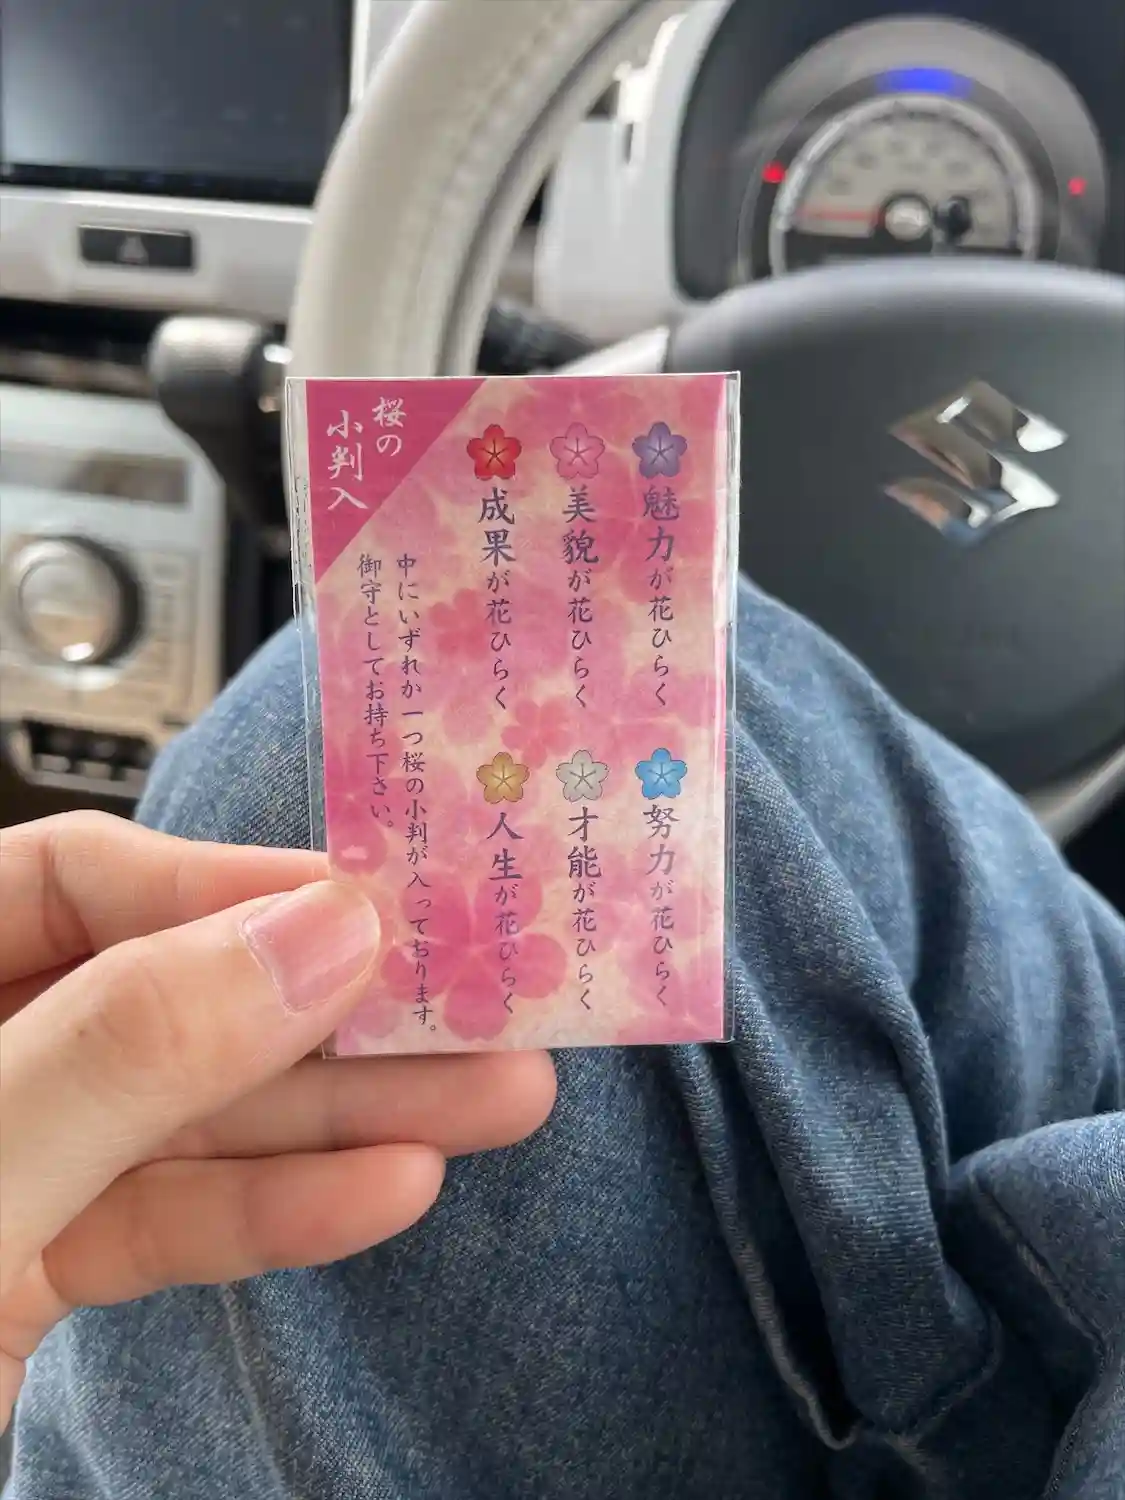 桜の
小判入
魅力が花ひらく
美貌が花ひらく
成果が花ひらく
努力が花ひらく
才能が花ひらく
人生が花ひらく
中にいずれか一つ桜の小判が入っております。
御守としてお持ち下さい。